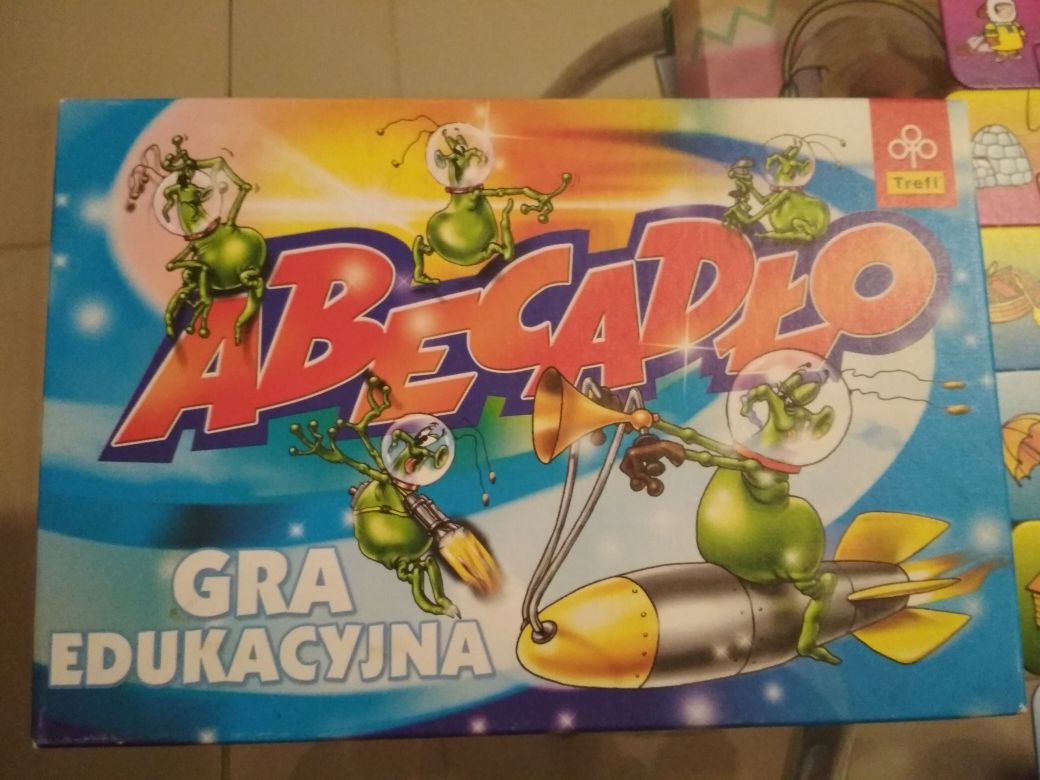 Trefl
ABECADŁO
GRA
EDUKACYJNA